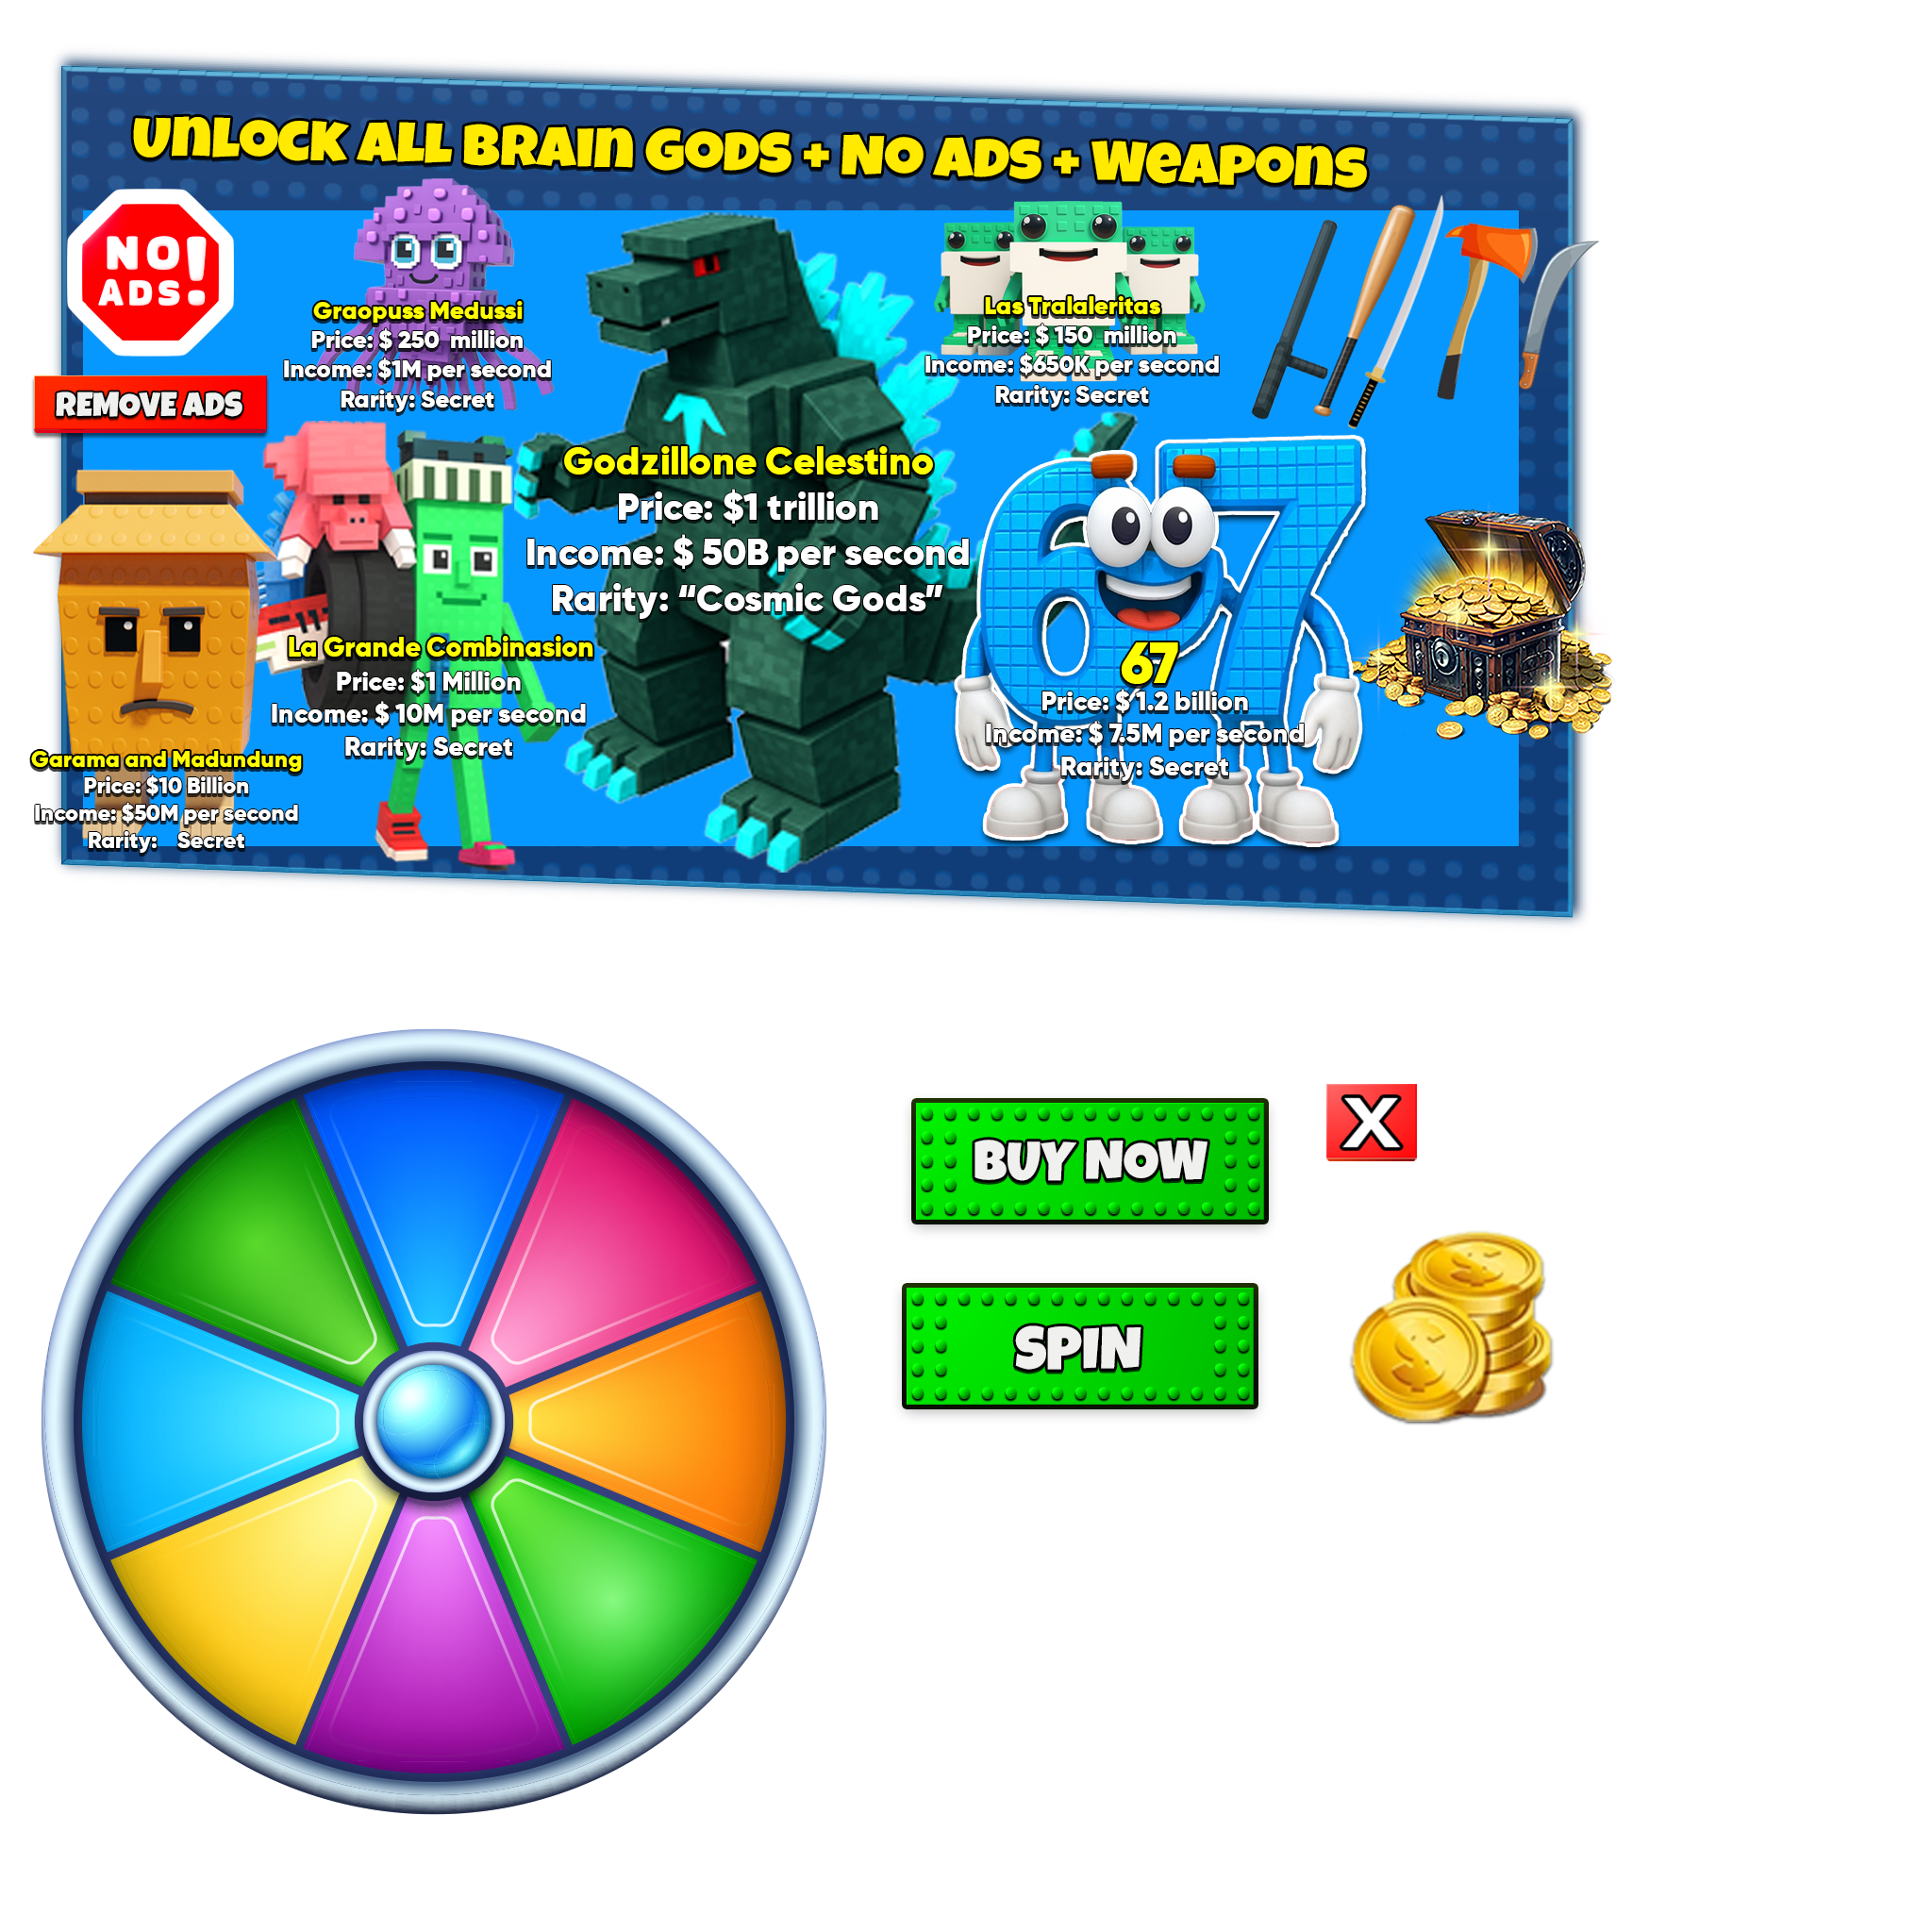 UNLOCK ALL BRAIN GODS + NO ADS + WEAPONS
NO
ADS!
REMOVE ADS
Graopuss Medussi
Price: $ 250 million
Income: $1M per second
Rarity: Secret
Las Tralaleritas
Price: $ 150 million
Income: $650K per second
Rarity: Secret
Godzillone Celestino
Price: $1 trillion
Income: $ 50B per second
Rarity: “Cosmic Gods”
La Grande Combinasion
Price: $1 Million
Income: $ 10M per second
Rarity: Secret
67
67
Price: $ 1.2 billion
Income: $ 7.5M per second
Rarity: Secret
Garama and Madundung
Price: $10 Billion
Income: $50M per second
Rarity: Secret
BUY NOW
X
SPIN
$
$